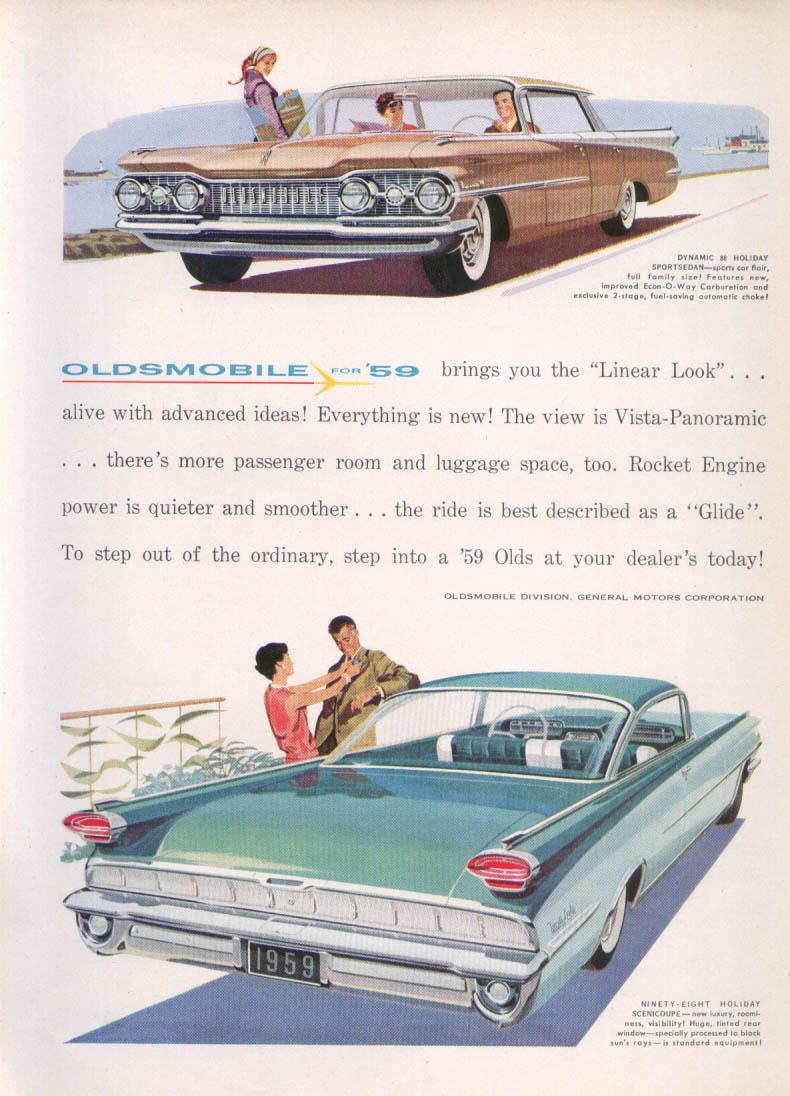 OLDSMOBILE
DYNAMIC 88 HOLIDAY
SPORTSEDAN—sports car flair,
full family size! Features new,
improved Econ-O-Way Carburetion and
exclusive 2-stage, fuel-saving automatic choke!
OLDSMOBILE FOR '59 brings you the “Linear Look”. . .
alive with advanced ideas! Everything is new! The view is Vista-Panoramic
. . . there's more passenger room and luggage space, too. Rocket Engine
power is quieter and smoother . . . the ride is best described as a “Glide”.
To step out of the ordinary, step into a '59 Olds at your dealer's today!
OLDSMOBILE DIVISION, GENERAL MOTORS CORPORATION
Ninety-Eight
1959
NINETY-EIGHT HOLIDAY
SCENICOUPE—new luxury, roomi-
ness, visibility! Huge, tinted rear
window—specially processed to block
sun's rays—is standard equipment!